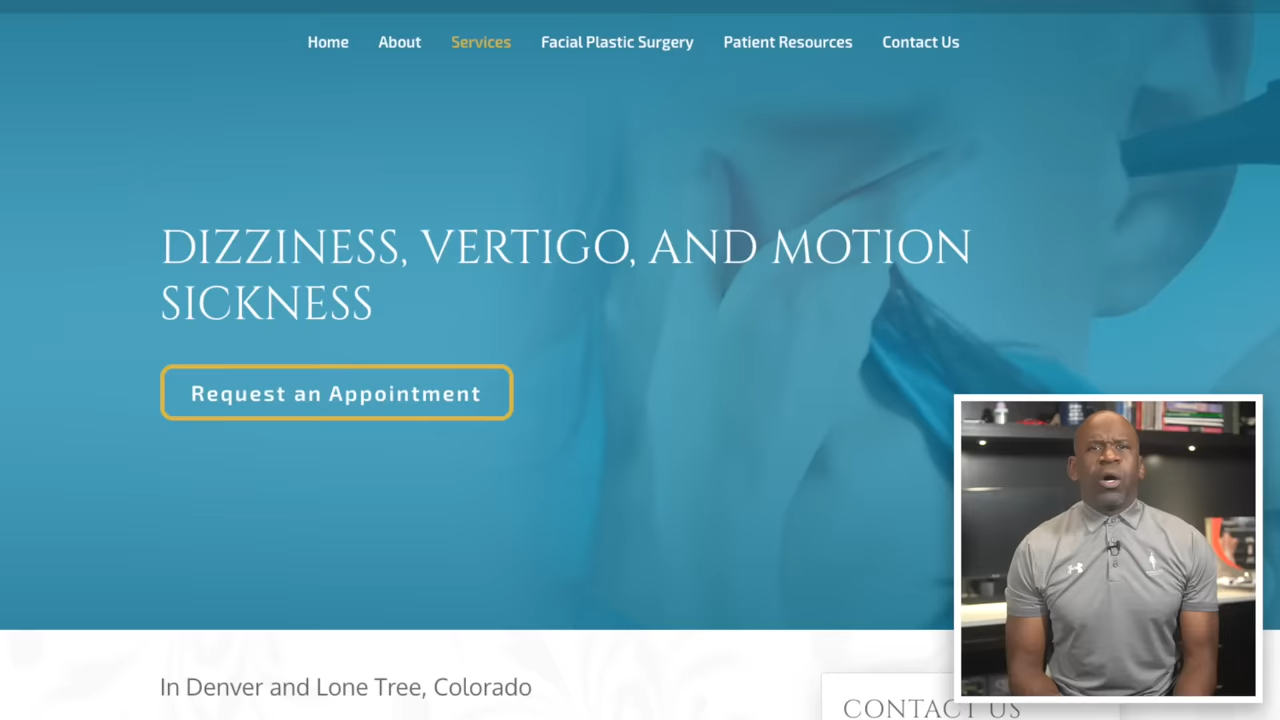 Home About Services Facial Plastic Surgery Patient Resources Contact Us
DIZZINESS, VERTIGO, AND MOTION
SICKNESS
Request an Appointment
In Denver and Lone Tree, Colorado
CONTACT US